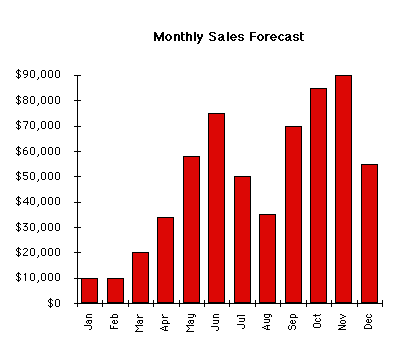 Monthly Sales Forecast
$90,000
$80,000
$70,000
$60,000
$50,000
$40,000
$30,000
$20,000
$10,000
$0
Jan
Feb
Mar
Apr
May
Jun
Jul
Aug
Sep
Oct
Nov
Dec